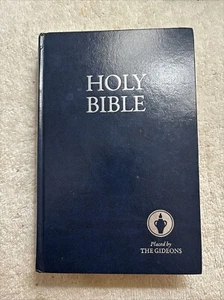 HOLY
BIBLE
Placed by
THE GIDEONS